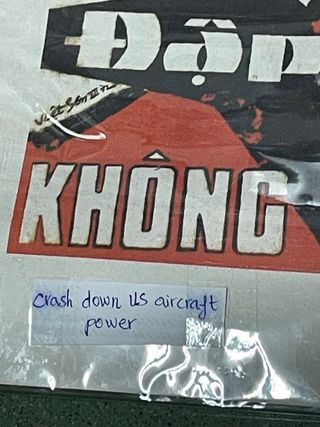 ĐẬP
KHÔNG
Crash down US aircraft
power